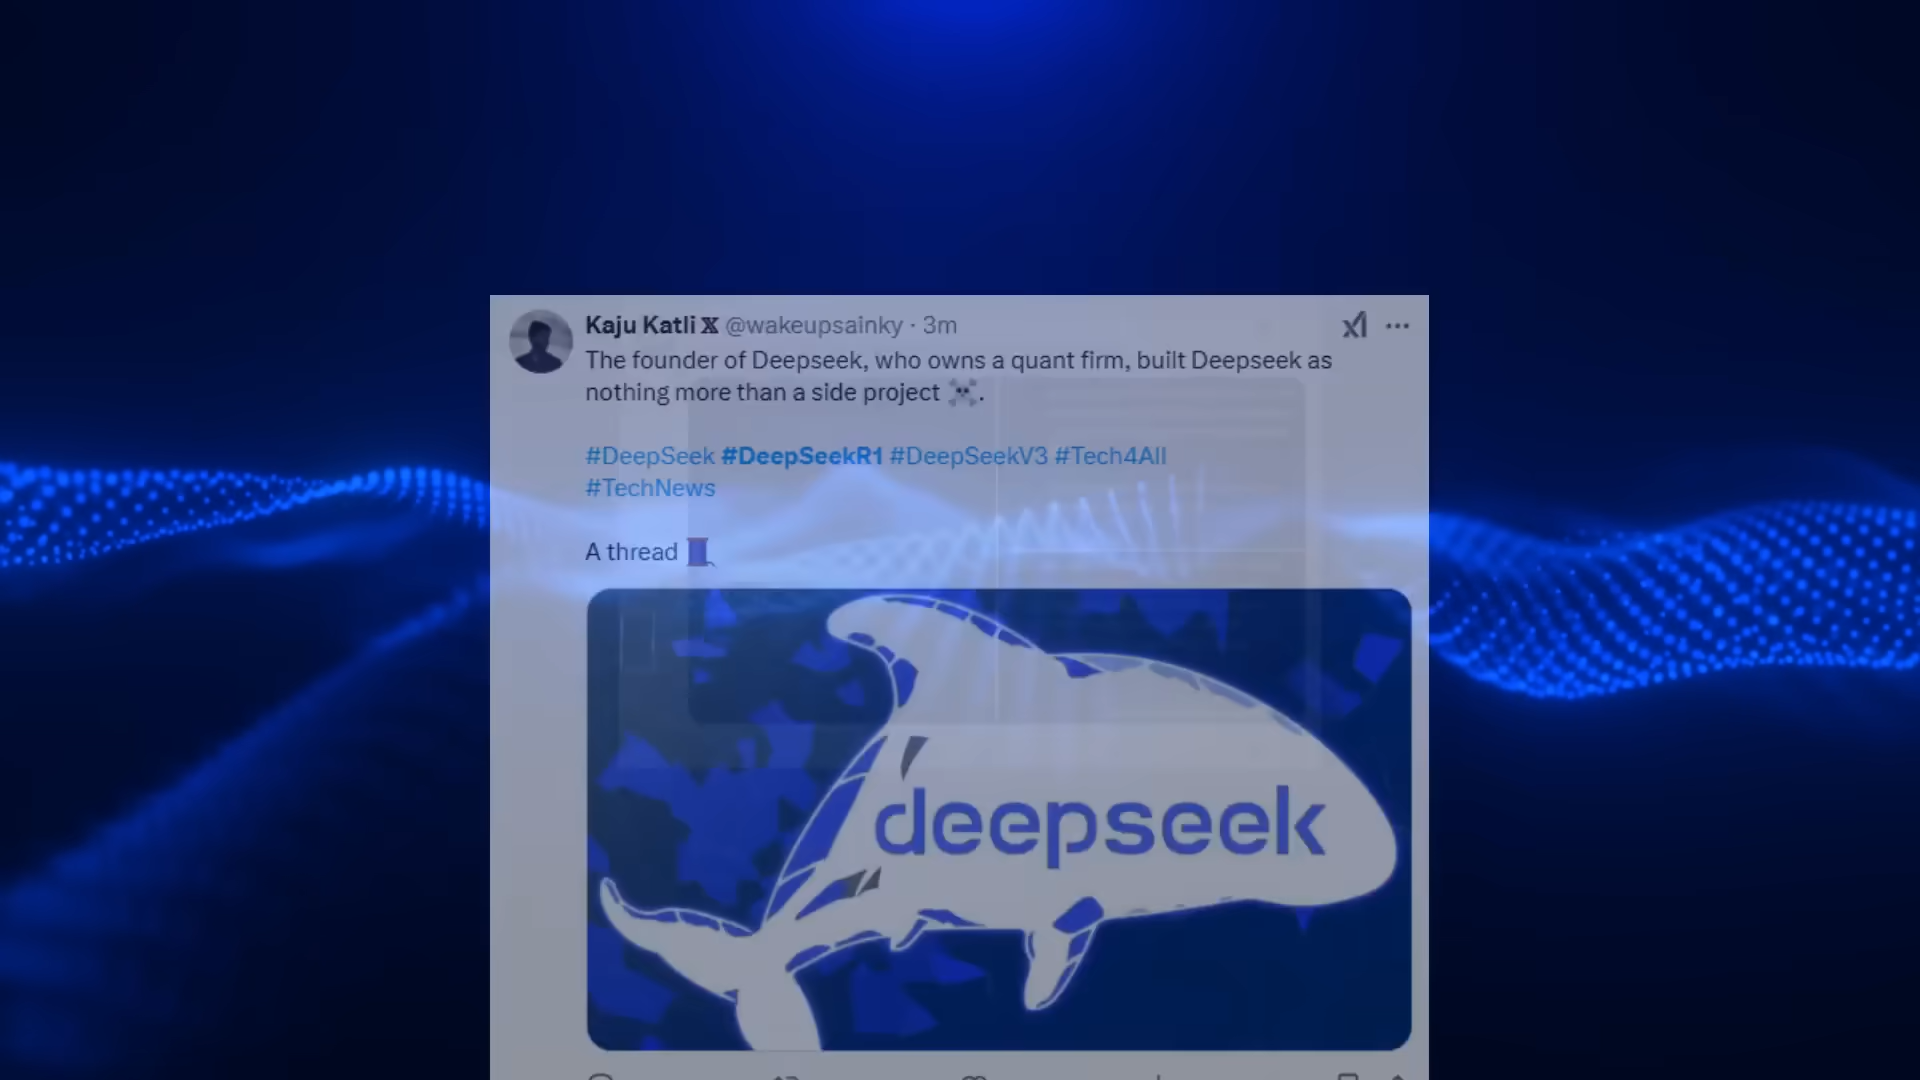 Kaju Katli X @wakeupsainky · 3m
The founder of Deepseek, who owns a quant firm, built Deepseek as
nothing more than a side project ☠️.
#DeepSeek #DeepSeekR1 #DeepSeekV3 #Tech4All
#TechNews
A thread 🧵
deepseek